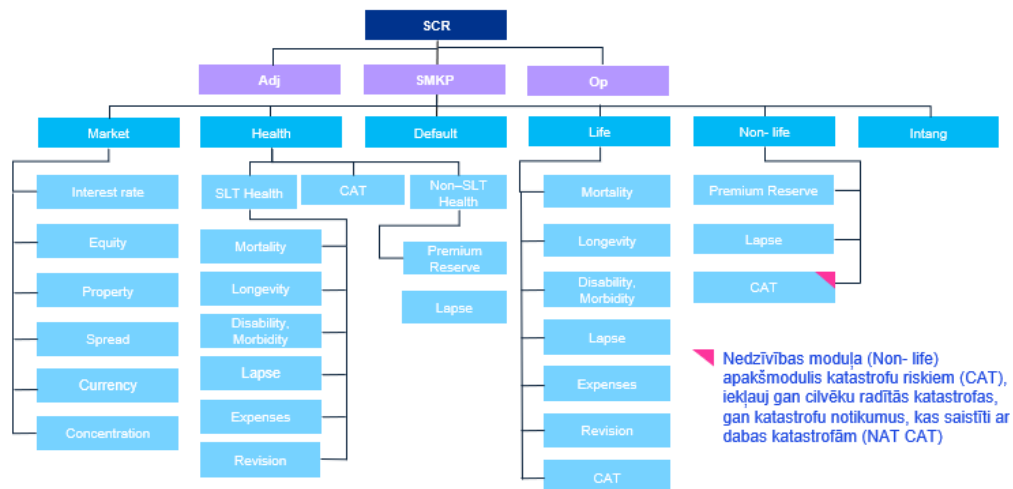 SCR
Adj
SMKP
Op
Market
Health
Default
Life
Non- life
Intang
Interest rate
Equity
Property
Spread
Currency
Concentration
SLT Health
CAT
Non–SLT
Health
Mortality
Longevity
Disability,
Morbidity
Lapse
Expenses
Revision
Premium
Reserve
Lapse
Mortality
Longevity
Disability,
Morbidity
Lapse
Expenses
Revision
CAT
Premium Reserve
Lapse
CAT
Nedzīvības moduļa (Non- life)
apakšmodulis katastrofu riskiem (CAT),
iekļauj gan cilvēku radītās katastrofas,
gan katastrofu notikumus, kas saistīti ar
dabas katastrofām (NAT CAT)